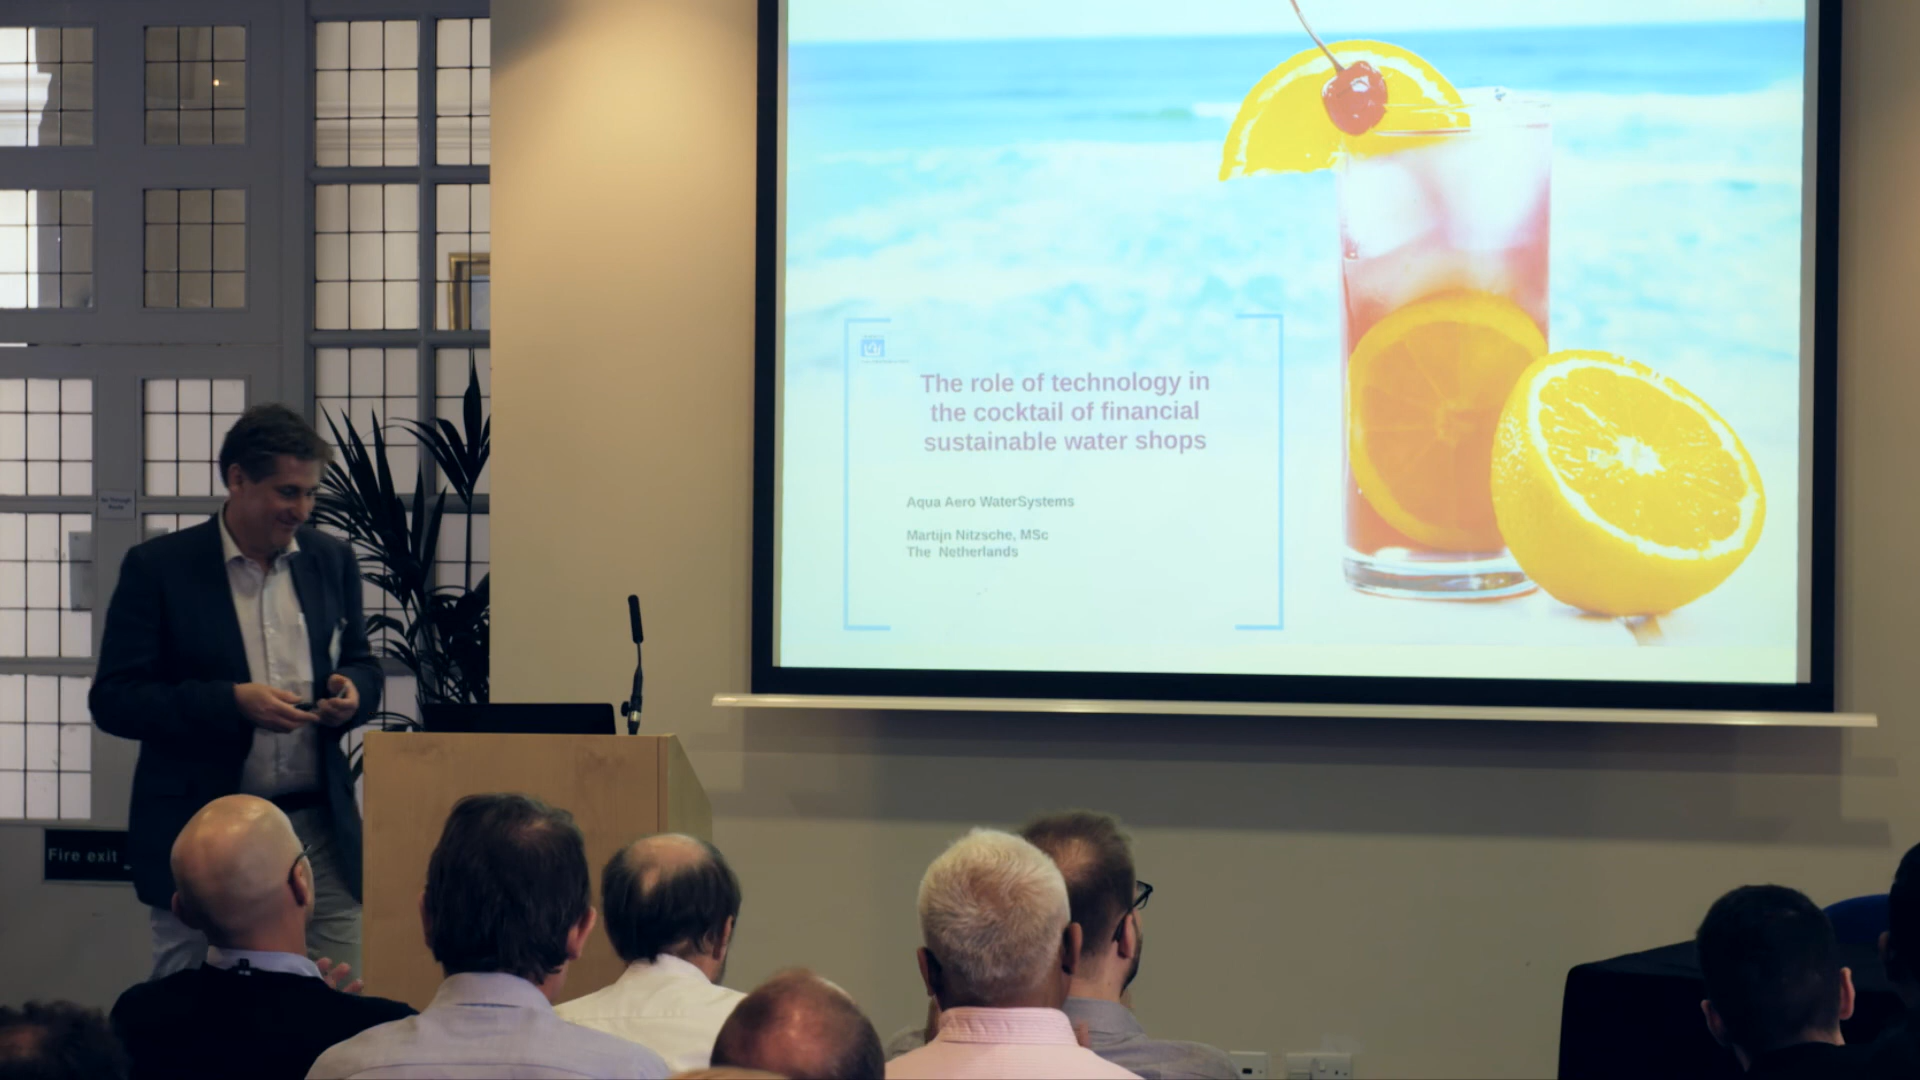 The role of technology in
the cocktail of financial
sustainable water shops
Aqua Aero WaterSystems
Martijn Nitzsche, MSc
The Netherlands
Fire exit